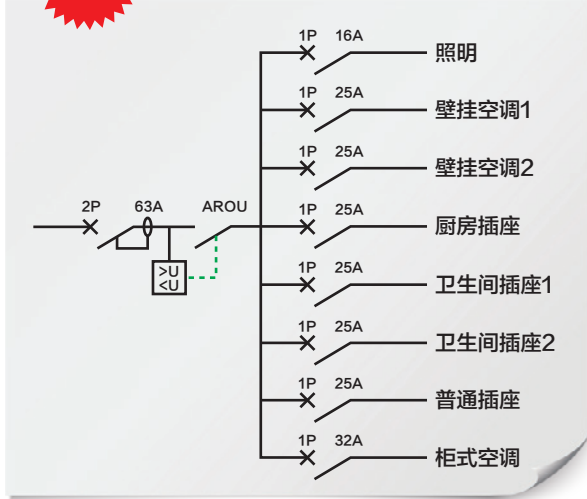 1P 16A
照明
1P 25A
壁挂空调1
1P 25A
壁挂空调2
2P 63A AROU
1P 25A
厨房插座
>U
<U
1P 25A
卫生间插座1
1P 25A
卫生间插座2
1P 25A
普通插座
1P 32A
柜式空调